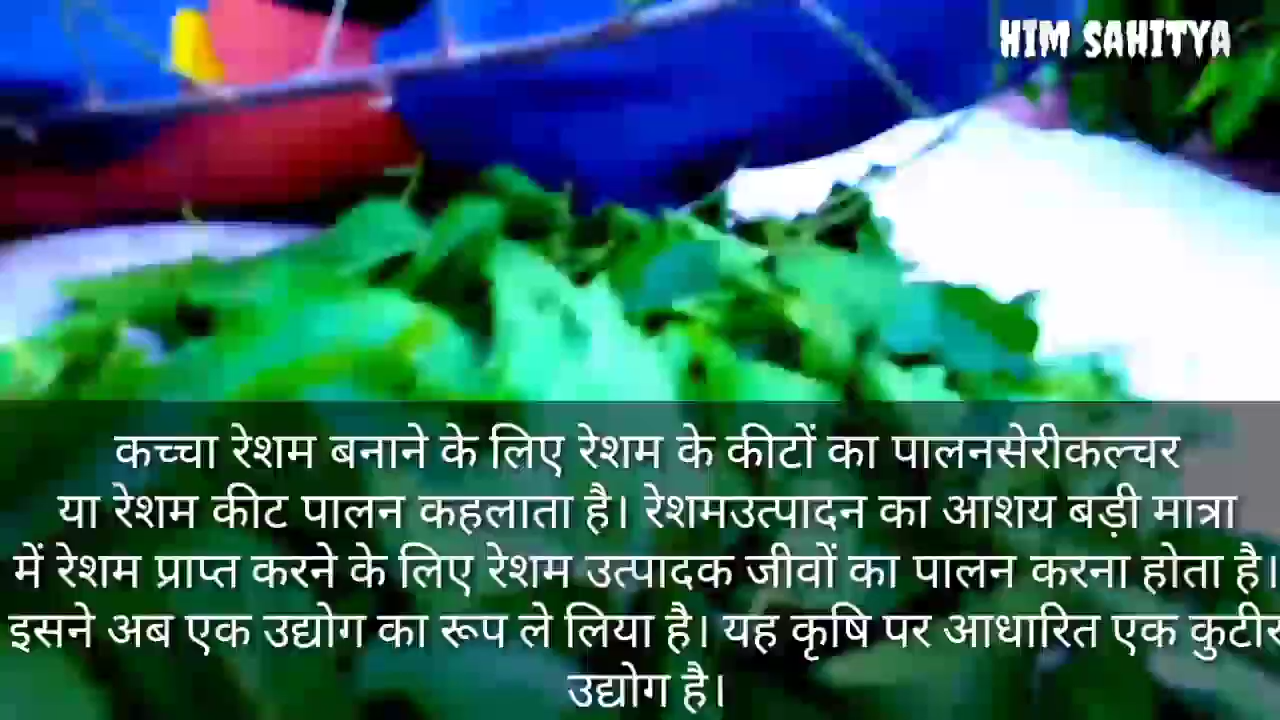 HIM SAHITYA
कच्चा रेशम बनाने के लिए रेशम के कीटों का पालनसेरीकल्चर
या रेशम कीट पालन कहलाता है। रेशमउत्पादन का आशय बड़ी मात्रा
में रेशम प्राप्त करने के लिए रेशम उत्पादक जीवों का पालन करना होता है।
इसने अब एक उद्योग का रूप ले लिया है। यह कृषि पर आधारित एक कुटीर
उद्योग है।